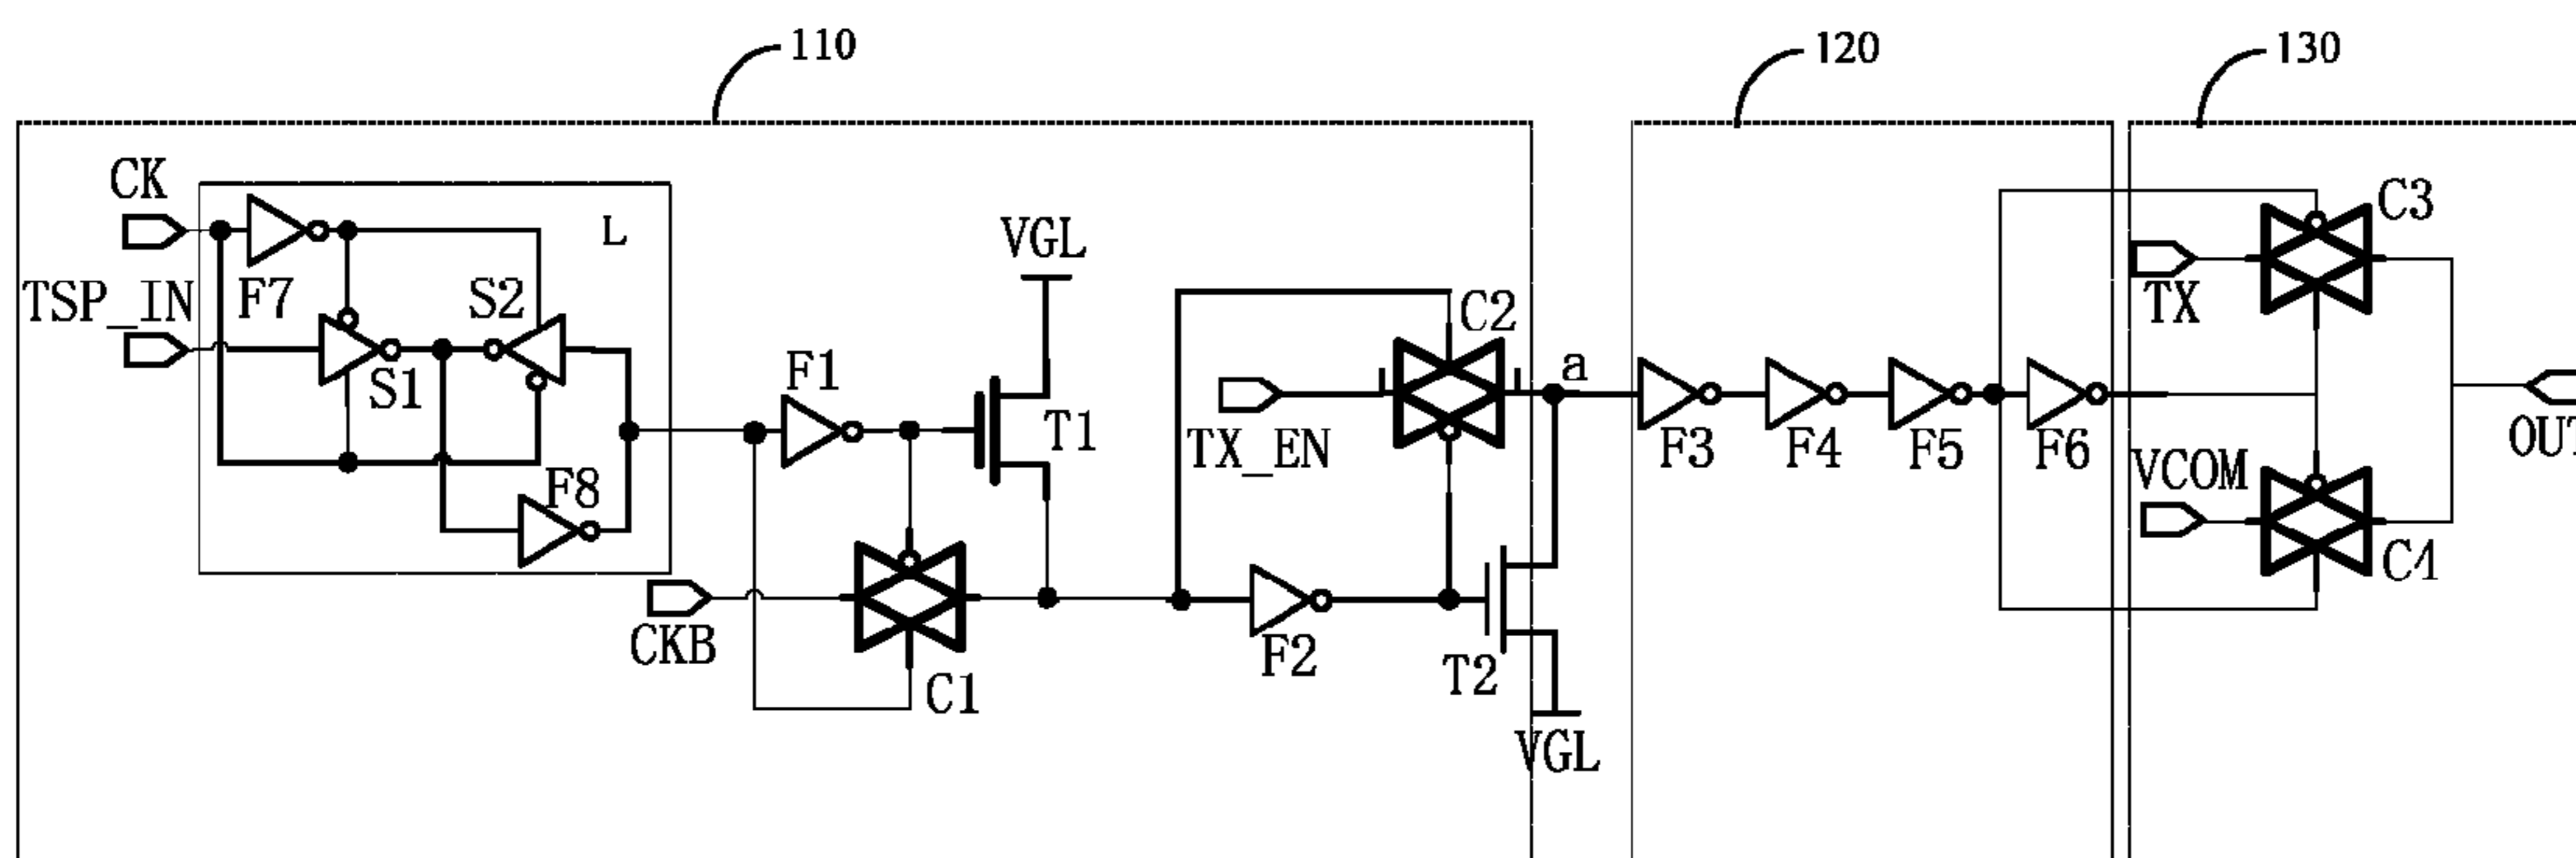 110
120
130
CK
L
C3
VGL
TSP_IN
F7
S2
TX
C2
F1
a
S1
T1
TX_EN
F3
F4
F5
F6
VCOM
OUT
F8
C4
CKB
F2
T2
C1
VGL